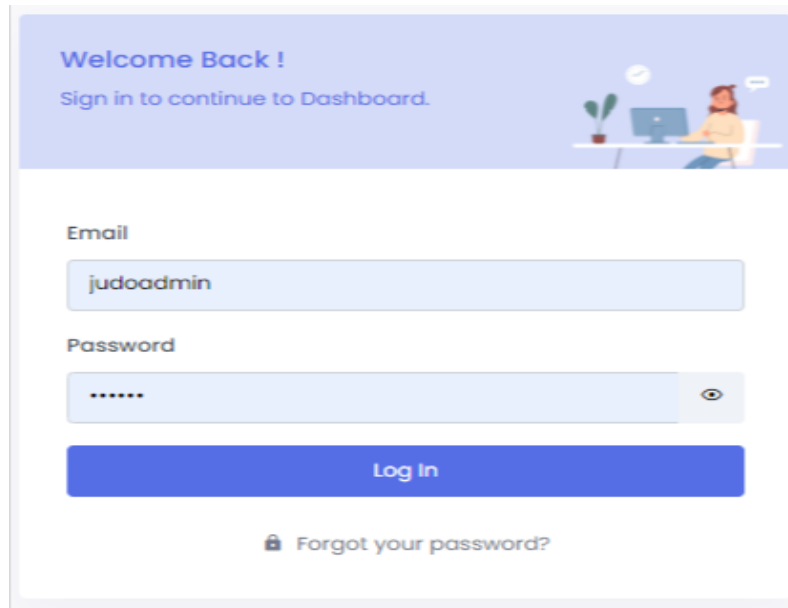 Welcome Back !
Sign in to continue to Dashboard.
Email
judoadmin
Password
••••••
Log In
Forgot your password?